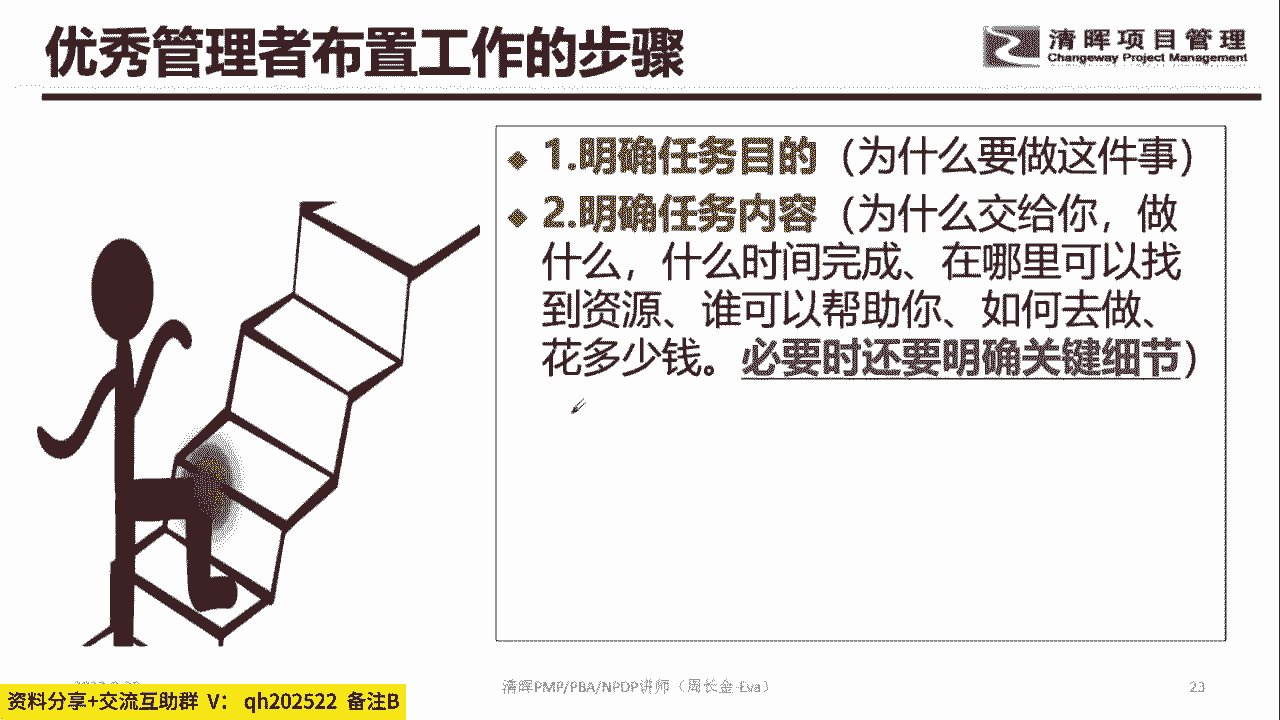 优秀管理者布置工作的步骤
清晖项目管理
Changeway Project Management
1.明确任务目的（为什么要做这件事）
2.明确任务内容（为什么交给你，做
什么，什么时间完成、在哪里可以找
到资源、谁可以帮助你、如何去做、
花多少钱。必要时还要明确关键细节）
资料分享+交流互助群 V： qh202522 备注B
清晖PMP/PBA/NPDP讲师（周长金 Eva）
23